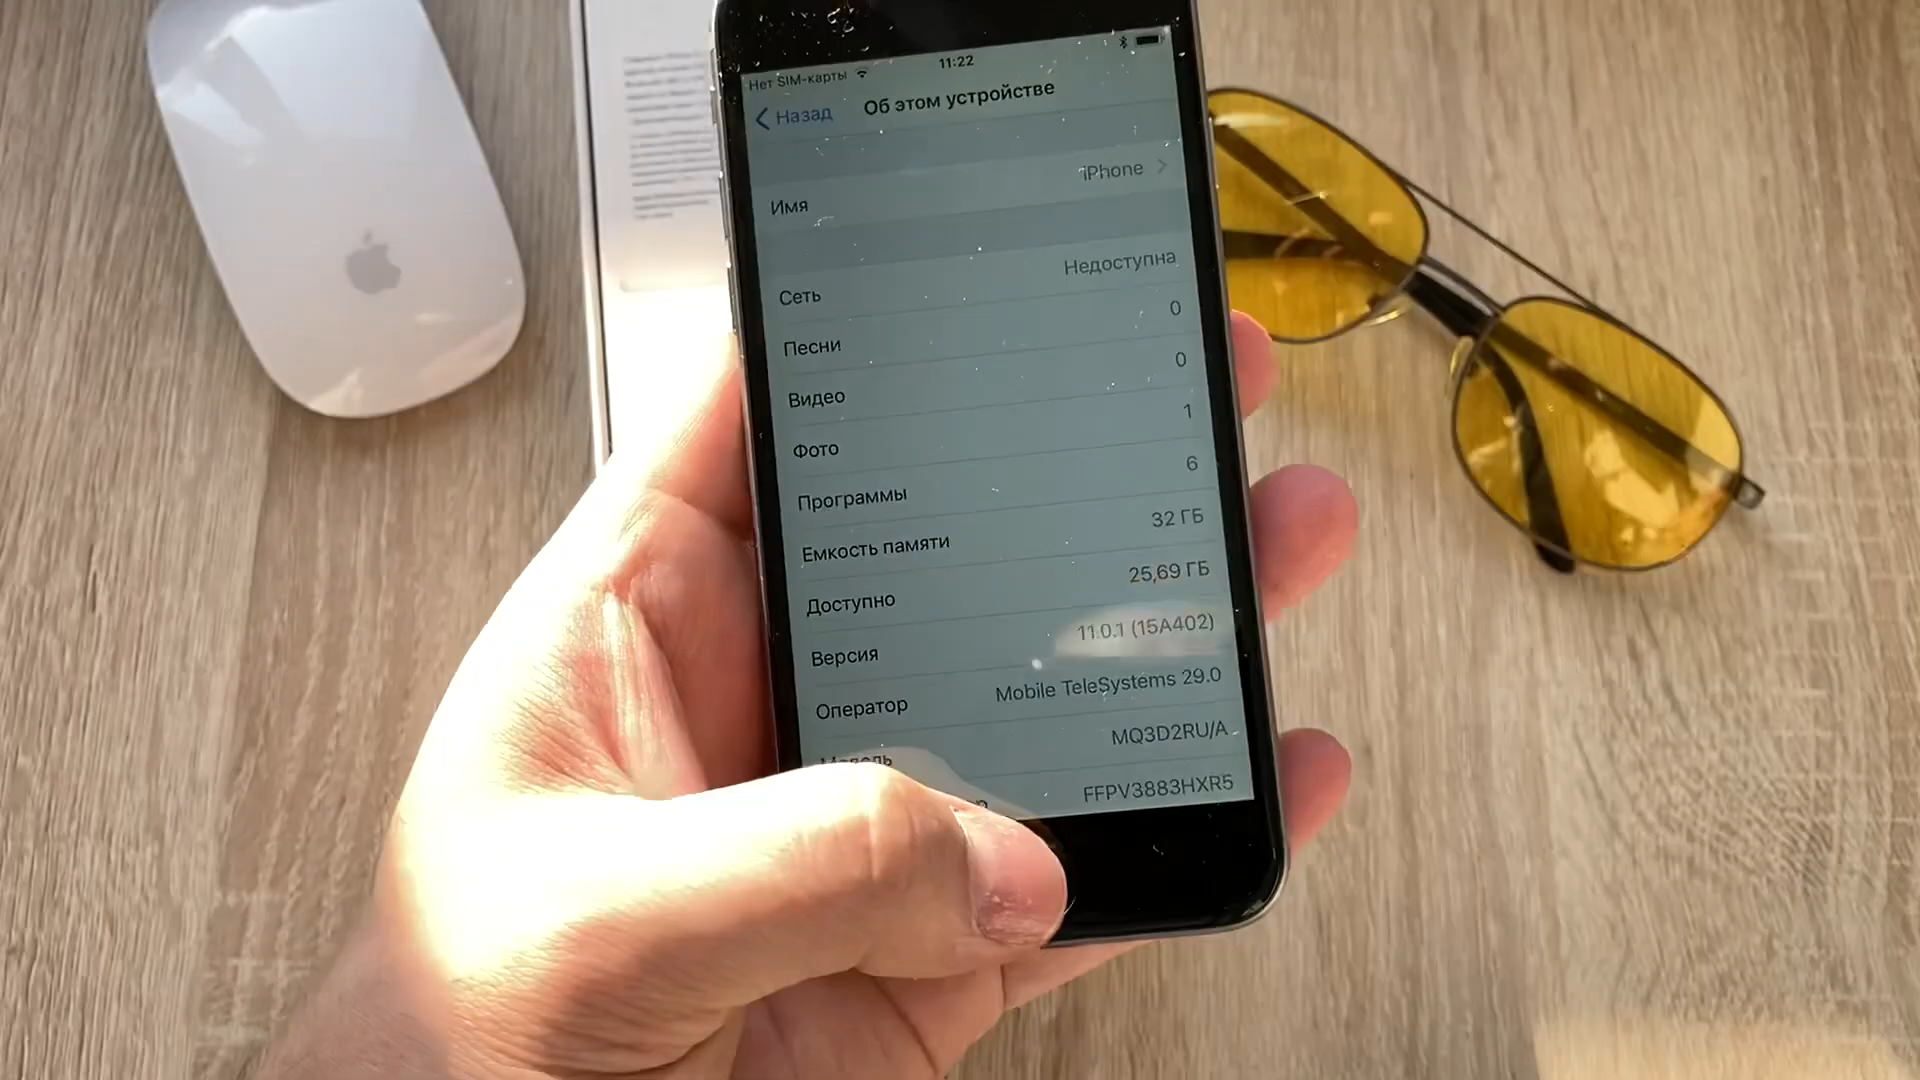 Нет SIM-карты
11:22
Назад
Об этом устройстве
Имя iPhone
Сеть Недоступна
Песни 0
Видео 0
Фото 1
Программы 6
Емкость памяти 32 ГБ
Доступно 25,69 ГБ
Версия 11.0.1 (15A402)
Оператор Mobile TeleSystems 29.0
Модель MQ3D2RU/A
FFPV3883HXR5